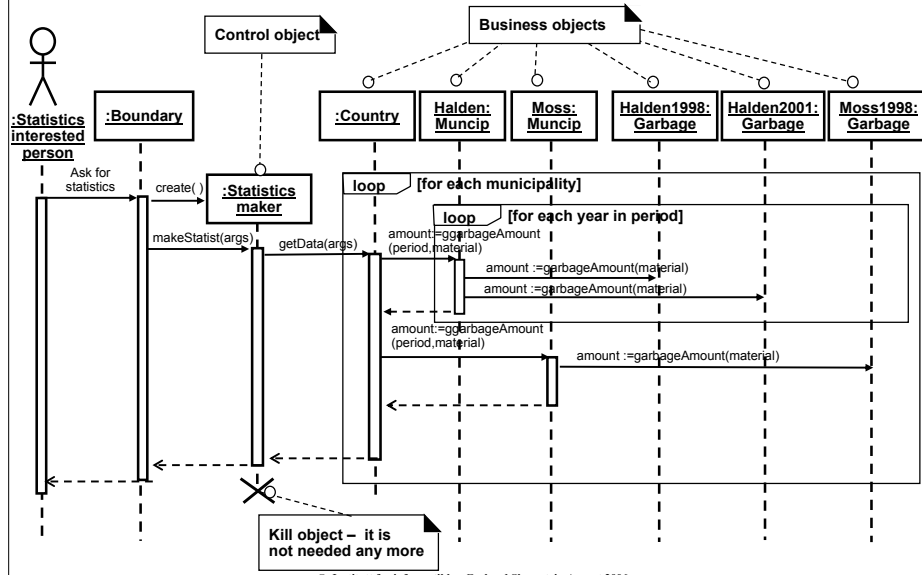 Control object
Business objects
:Statistics
interested
person
:Boundary
:Country
Halden:
Muncip
Moss:
Muncip
Halden1998:
Garbage
Halden2001:
Garbage
Moss1998:
Garbage
Ask for
statistics
create( )
:Statistics
maker
loop
[for each municipality]
loop
[for each year in period]
makeStatist(args)
getData(args)
amount:=ggarbageAmount
(period,material)
amount :=garbageAmount(material)
amount :=garbageAmount(material)
amount:=ggarbageAmount
(period,material)
amount :=garbageAmount(material)
Kill object – it is
not needed any more